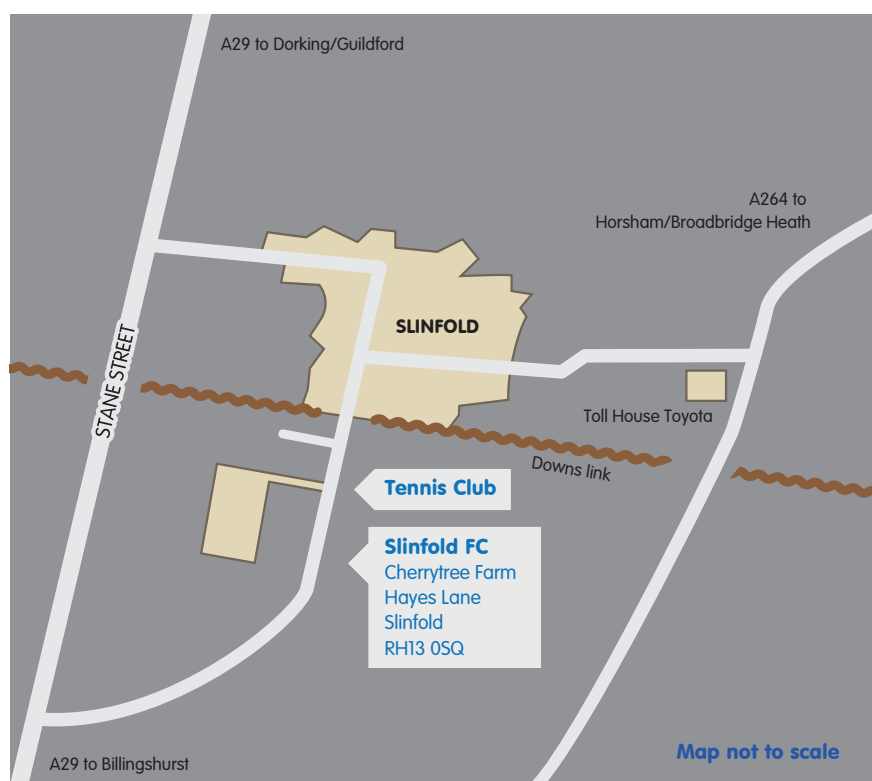 A29 to Dorking/Guildford
A264 to
Horsham/Broadbridge Heath
SLINFOLD
STANE STREET
Toll House Toyota
Downs link
Tennis Club
Slinfold FC
Cherrytree Farm
Hayes Lane
Slinfold
RH13 0SQ
Map not to scale
A29 to Billingshurst